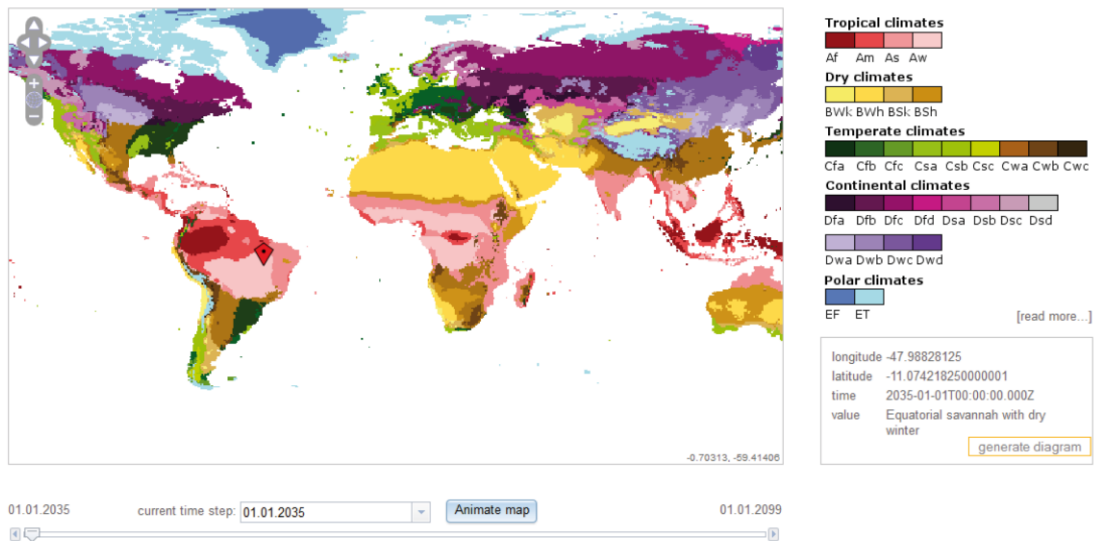 Tropical climates
Af Am As Aw
Dry climates
BWk BWh BSk BSh
Temperate climates
Cfa Cfb Cfc Csa Csb Csc Cwa Cwb Cwc
Continental climates
Dfa Dfb Dfc Dfd Dsa Dsb Dsc Dsd
Dwa Dwb Dwc Dwd
Polar climates
EF ET
[read more...]
longitude -47.98828125
latitude -11.074218250000001
time 2035-01-01T00:00:00.000Z
value Equatorial savannah with dry
winter
generate diagram
-0.70313, -59.41406
01.01.2035 current time step: 01.01.2035 Animate map 01.01.2099